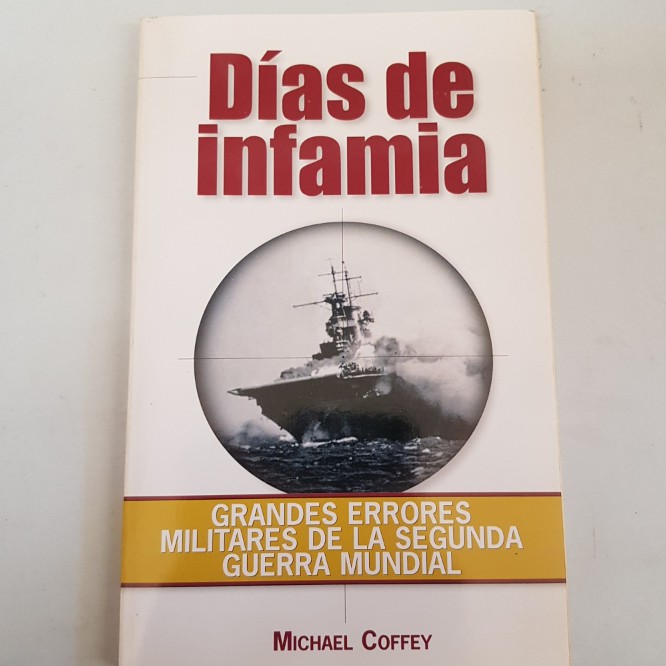 Días de
infamia
GRANDES ERRORES
MILITARES DE LA SEGUNDA
GUERRA MUNDIAL
MICHAEL COFFEY